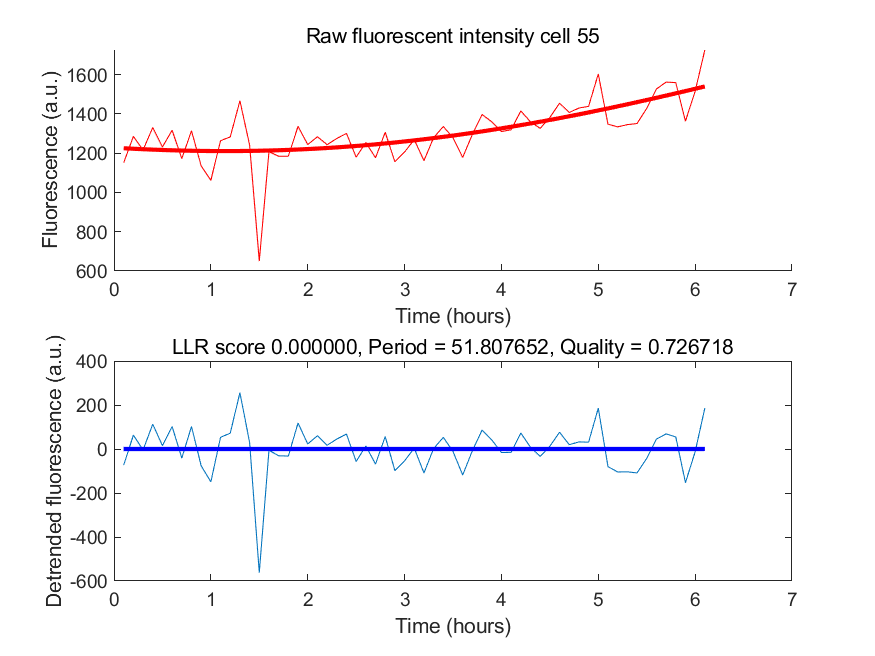 Raw fluorescent intensity cell 55
Fluorescence (a.u.)
1600
1400
1200
1000
800
600
0 1 2 3 4 5 6 7
Time (hours)
LLR score 0.000000, Period = 51.807652, Quality = 0.726718
Detrended fluorescence (a.u.)
400
200
0
-200
-400
-600
0 1 2 3 4 5 6 7
Time (hours)